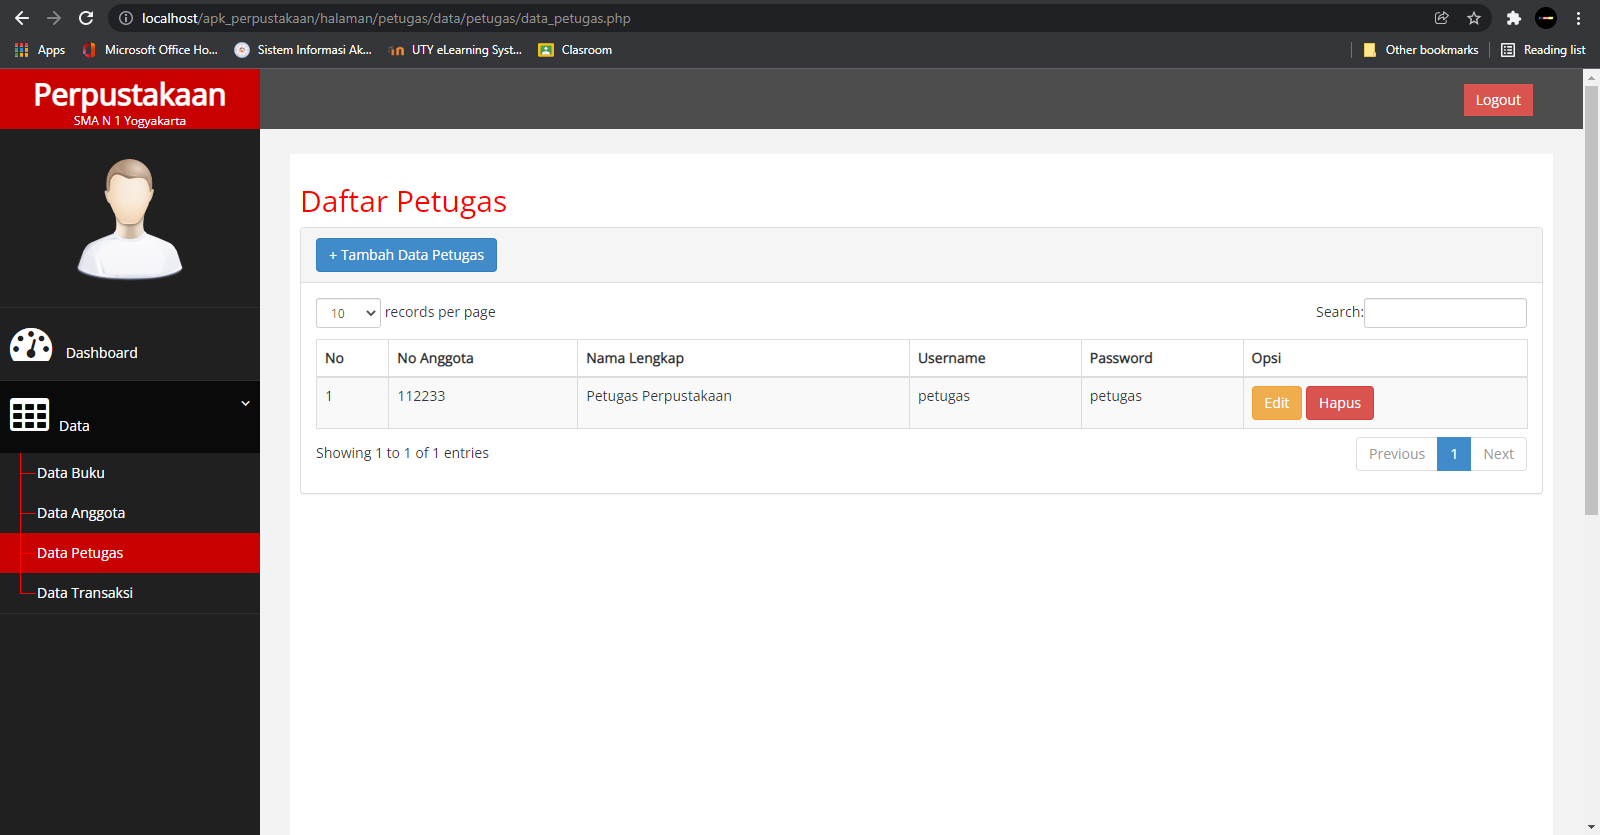 localhost/apk_perpustakaan/halaman/petugas/data/petugas/data_petugas.php
Apps Microsoft Office Ho... Sistem Informasi Ak... UTY eLearning Syst... Clasroom Other bookmarks Reading list
Perpustakaan
SMA N 1 Yogyakarta
Logout
Dashboard
Data
Data Buku
Data Anggota
Data Petugas
Data Transaksi
Daftar Petugas
+ Tambah Data Petugas
10 records per page Search:
No No Anggota Nama Lengkap Username Password Opsi
1 112233 Petugas Perpustakaan petugas petugas Edit Hapus
Showing 1 to 1 of 1 entries Previous 1 Next